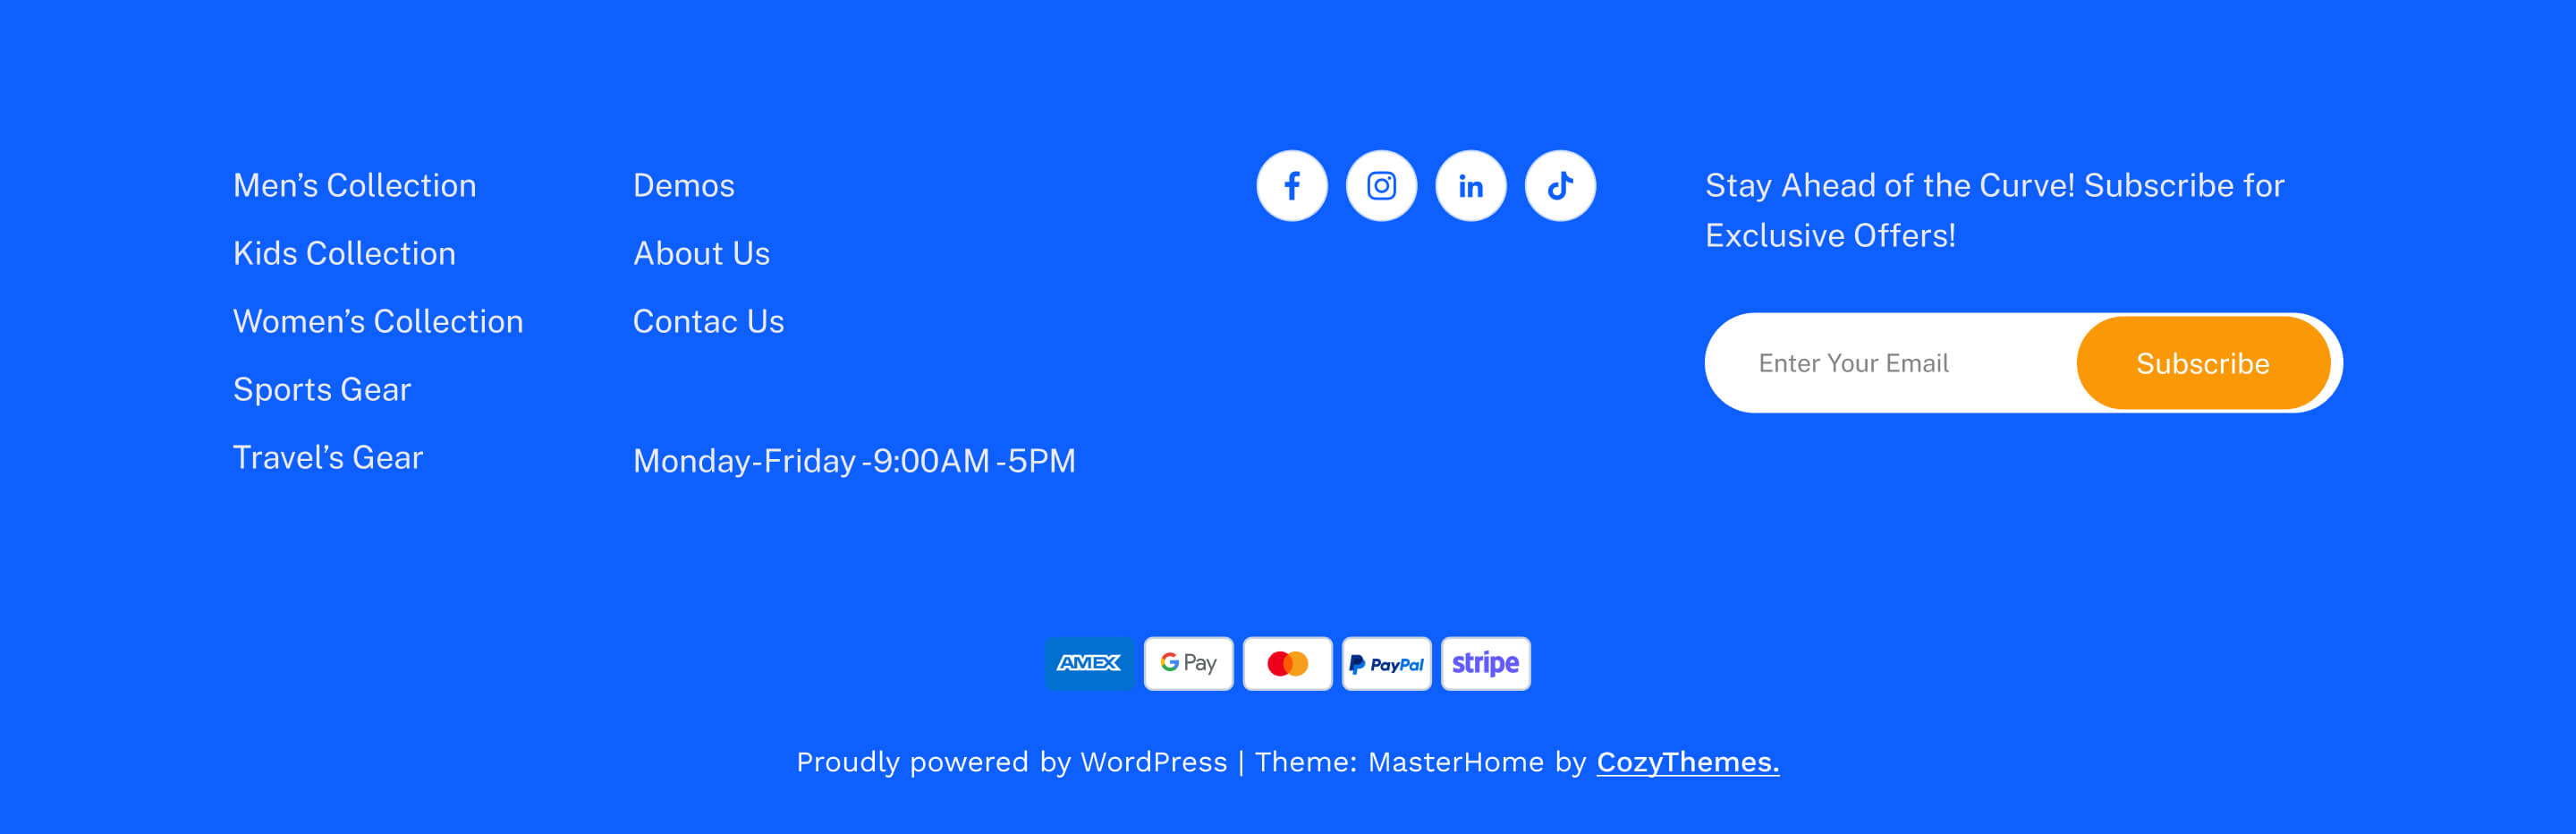 Men’s Collection
Kids Collection
Women’s Collection
Sports Gear
Travel’s Gear
Demos
About Us
Contac Us
Monday-Friday -9:00AM -5PM
in
Stay Ahead of the Curve! Subscribe for
Exclusive Offers!
Enter Your Email
Subscribe
AMEX
G Pay
PayPal
stripe
Proudly powered by WordPress | Theme: MasterHome by CozyThemes.